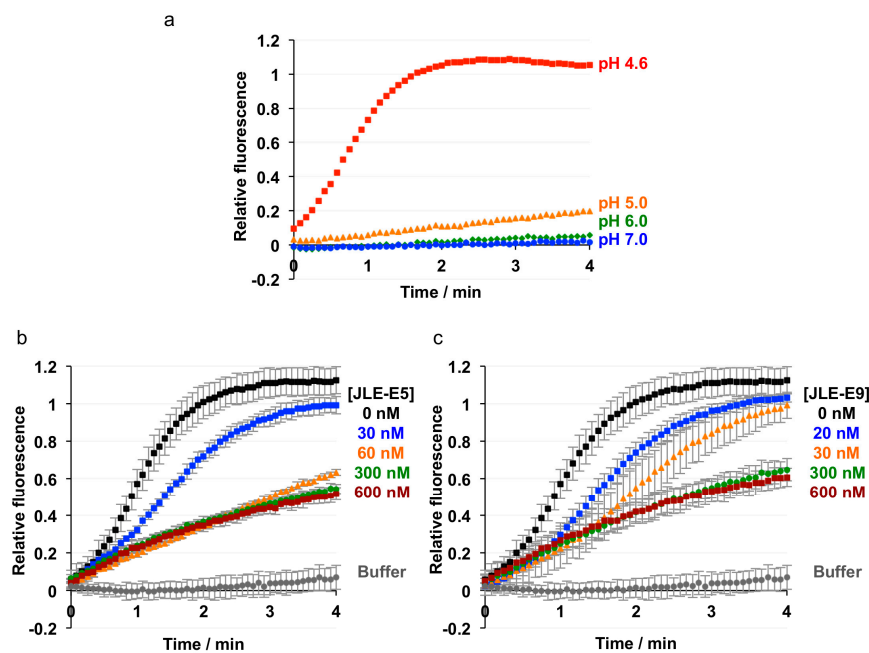 a
1.2
1
0.8
0.6
0.4
0.2
0
-0.2
Relative fluorescence
0
1
2
3
4
Time / min
pH 4.6
pH 5.0
pH 6.0
pH 7.0
b
1.2
1
0.8
0.6
0.4
0.2
0
-0.2
Relative fluorescence
0
1
2
3
4
Time / min
[JLE-E5]
0 nM
30 nM
60 nM
300 nM
600 nM
Buffer
c
1.2
1
0.8
0.6
0.4
0.2
0
-0.2
Relative fluorescence
0
1
2
3
4
Time / min
[JLE-E9]
0 nM
20 nM
30 nM
300 nM
600 nM
Buffer